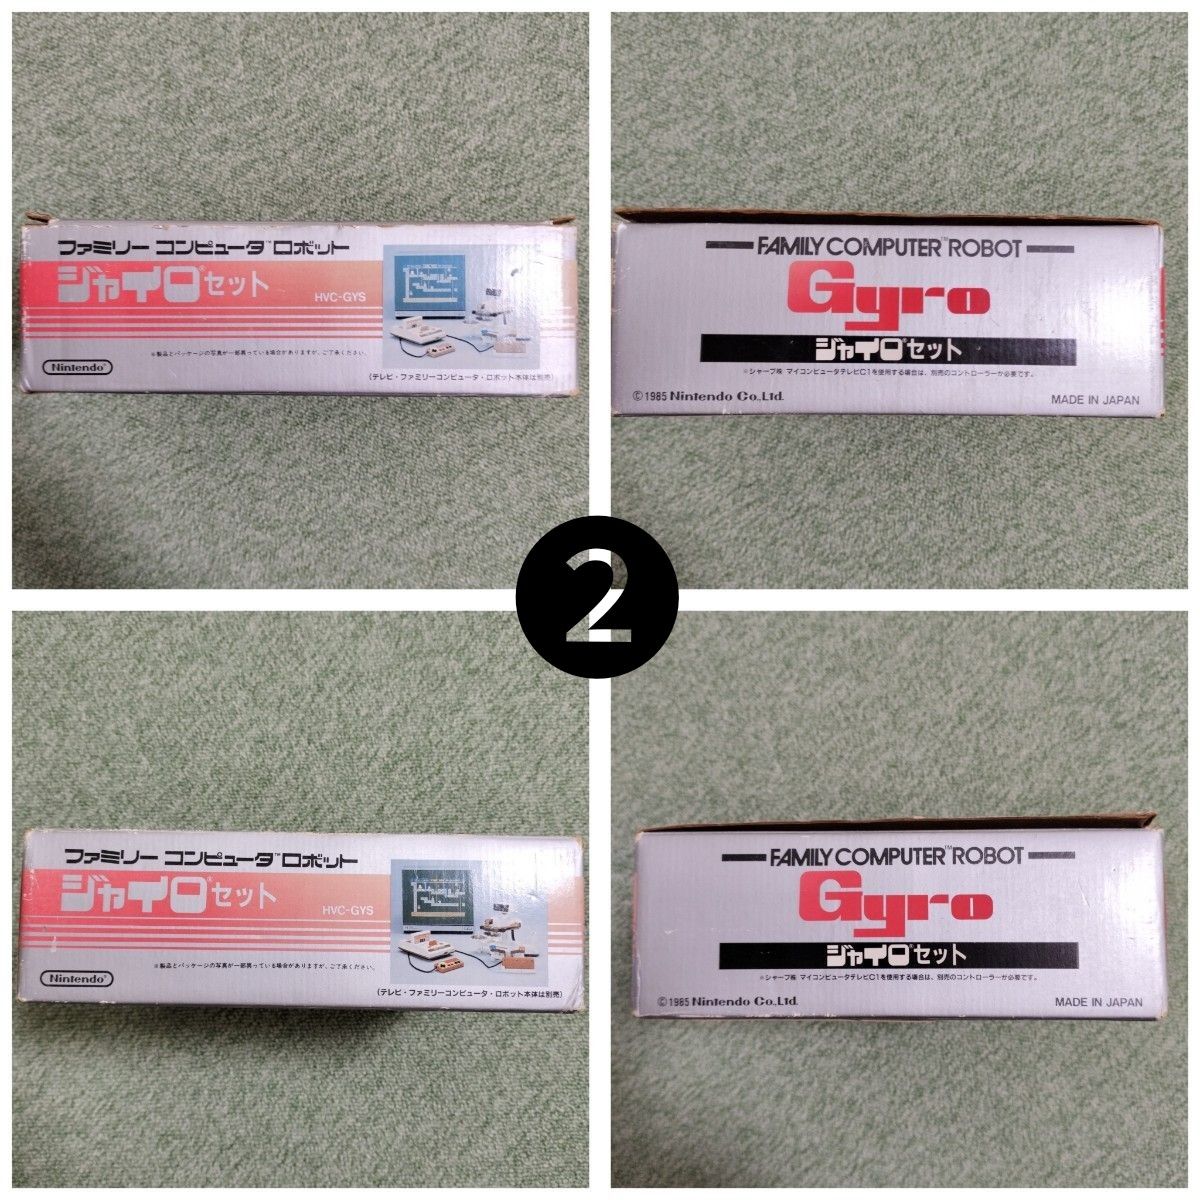 ファミリー コンピュータ™ロボット
ジャイロ®セット
HVC-GYS
※製品とパッケージの写真が一部異っている場合がありますが、ご了承ください。
Nintendo®
(テレビ・ファミリーコンピュータ・ロボット本体は別売)
FAMILY COMPUTER™ ROBOT
Gyro
ジャイロ®セット
※シャープ株 マイコンピュータテレビC1を使用する場合は、別売のコントローラーが必要です。
©1985 Nintendo Co.,Ltd.
MADE IN JAPAN
2
ファミリー コンピュータ™ロボット
ジャイロ®セット
HVC-GYS
※製品とパッケージの写真が一部異っている場合がありますが、ご了承ください。
Nintendo®
(テレビ・ファミリーコンピュータ・ロボット本体は別売)
FAMILY COMPUTER™ ROBOT
Gyro
ジャイロ®セット
※シャープ株 マイコンピュータテレビC1を使用する場合は、別売のコントローラーが必要です。
©1985 Nintendo Co.,Ltd.
MADE IN JAPAN